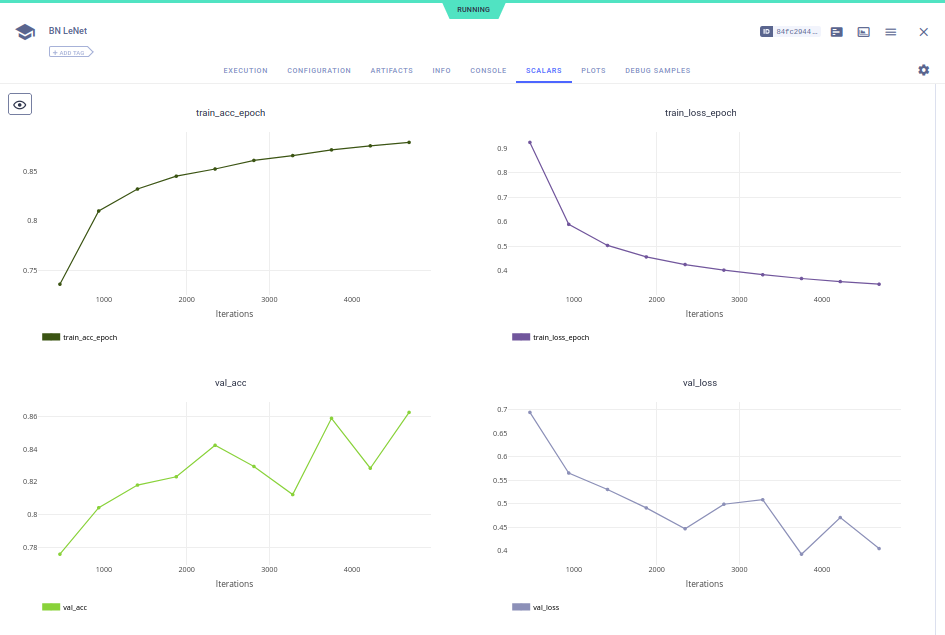 RUNNING
BN LeNet
ID 84fc2944 …
+ ADD TAG
EXECUTION CONFIGURATION ARTIFACTS INFO CONSOLE SCALARS PLOTS DEBUG SAMPLES
train_acc_epoch
0.85
0.8
0.75
1000 2000 3000 4000
Iterations
train_acc_epoch
train_loss_epoch
0.9
0.8
0.7
0.6
0.5
0.4
1000 2000 3000 4000
Iterations
train_loss_epoch
val_acc
0.86
0.84
0.82
0.8
0.78
1000 2000 3000 4000
Iterations
val_acc
val_loss
0.7
0.65
0.6
0.55
0.5
0.45
0.4
1000 2000 3000 4000
Iterations
val_loss